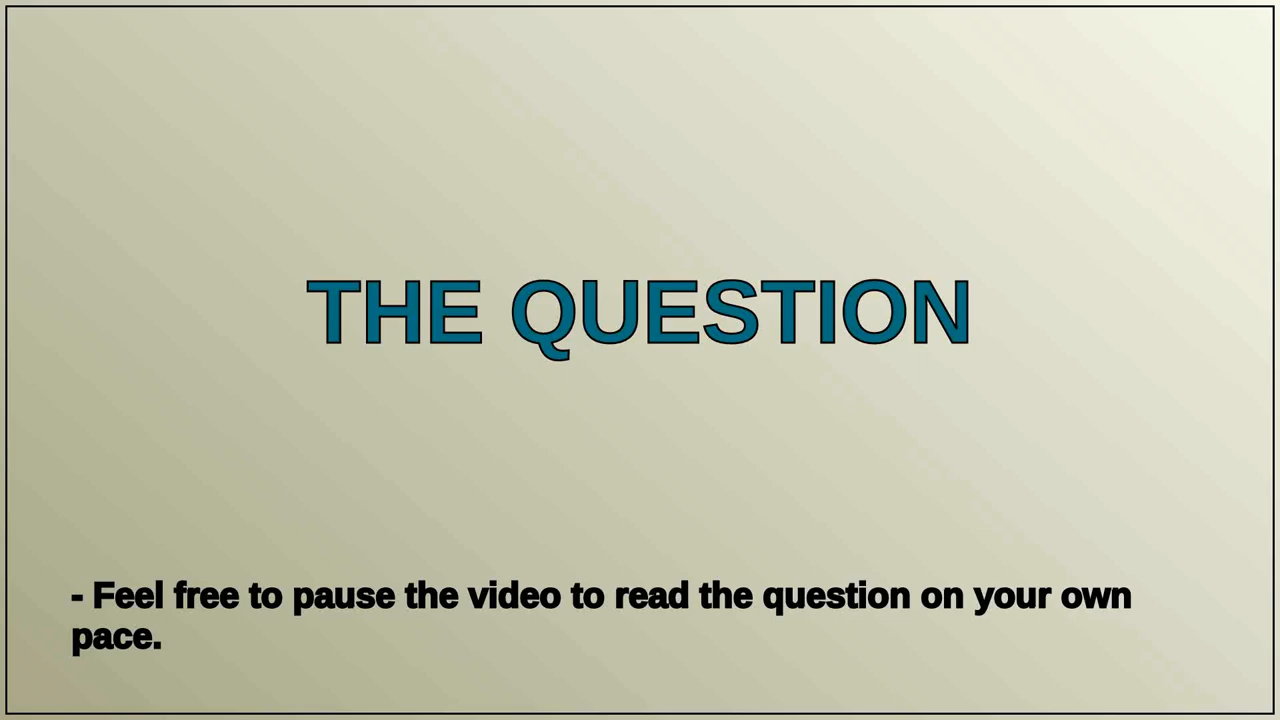 THE QUESTION
- Feel free to pause the video to read the question on your own
pace.